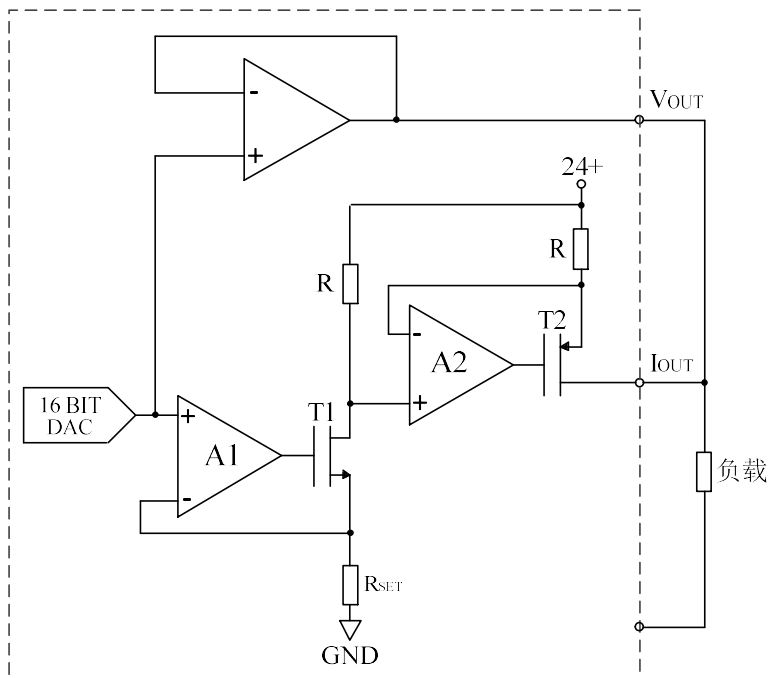 -
+
VOUT
24+
R
R
-
A2
+
T2
IOUT
16 BIT
DAC
+
A1
-
T1
负载
RSET
GND